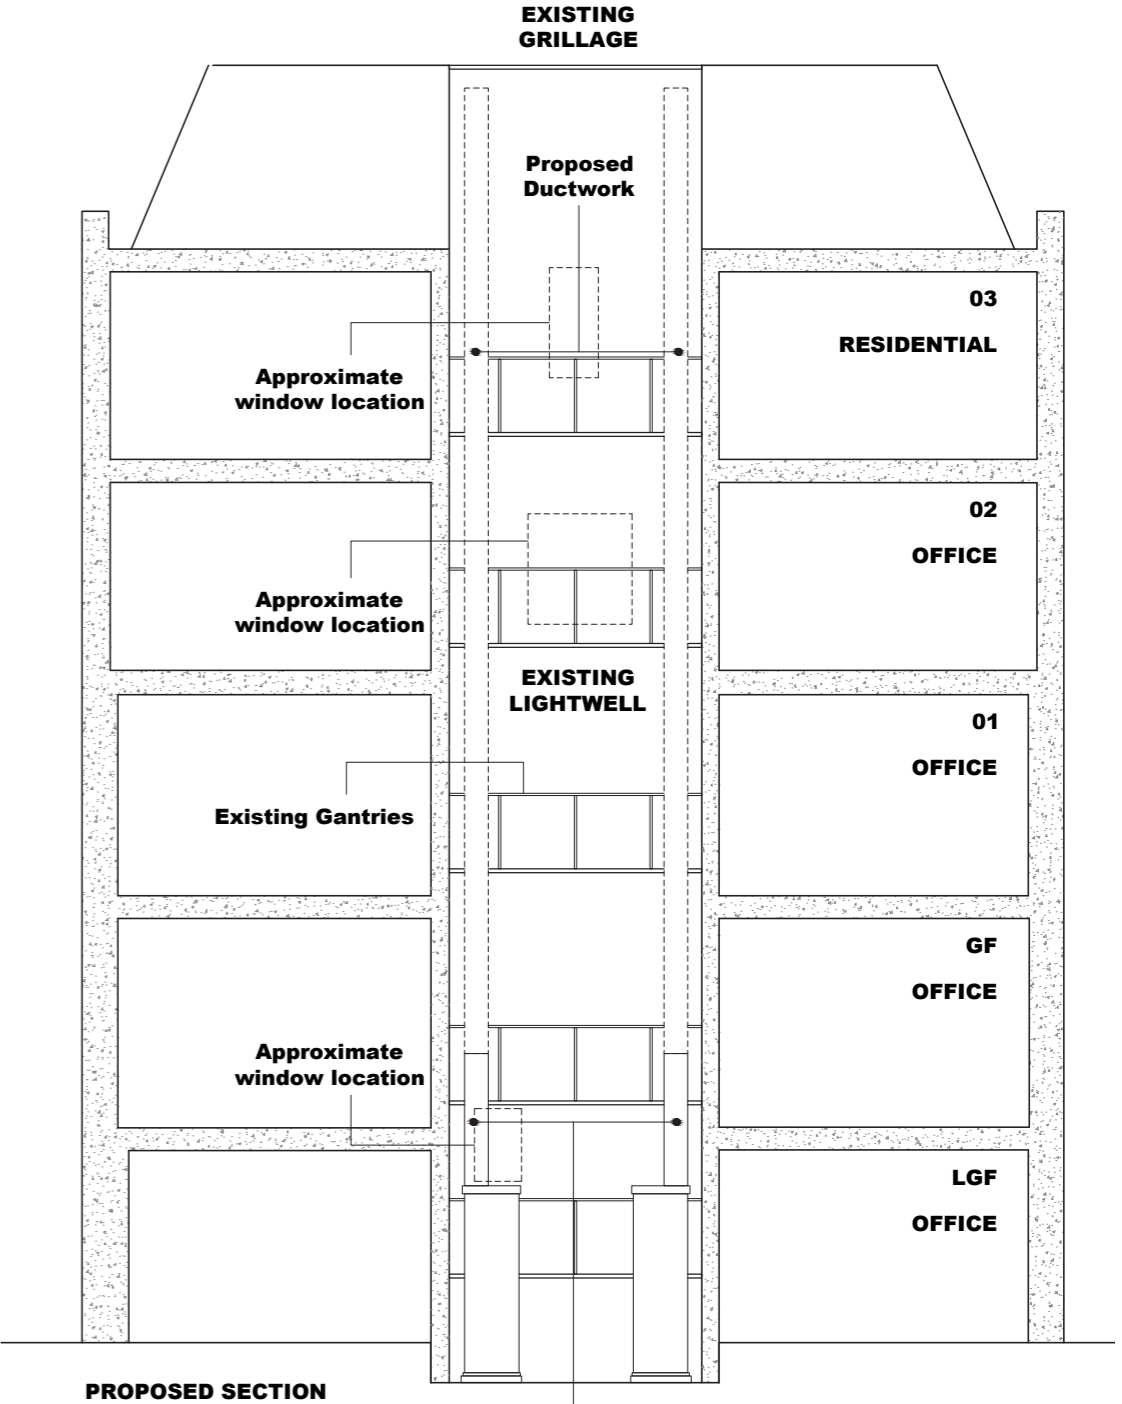 EXISTING
GRILLAGE
Proposed
Ductwork
03
RESIDENTIAL
Approximate
window location
02
OFFICE
Approximate
window location
EXISTING
LIGHTWELL
01
OFFICE
Existing Gantries
GF
OFFICE
Approximate
window location
LGF
OFFICE
PROPOSED SECTION